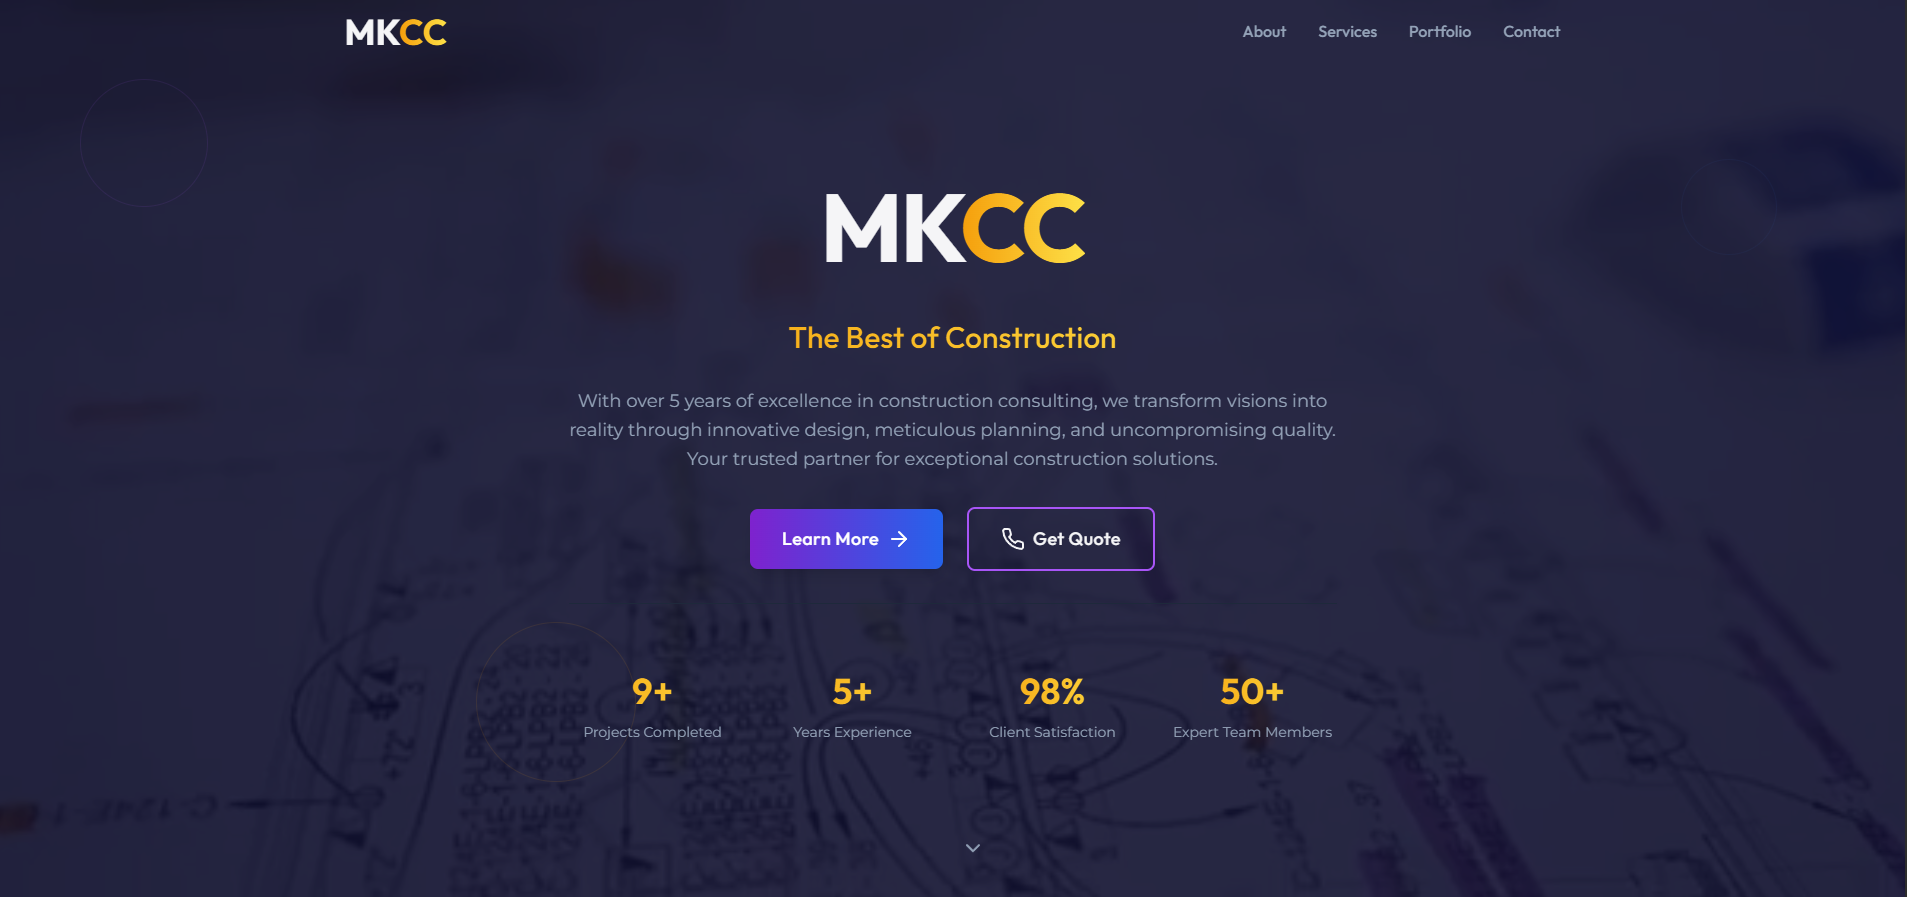 MKCC
About Services Portfolio Contact
MKCC
The Best of Construction
With over 5 years of excellence in construction consulting, we transform visions into
reality through innovative design, meticulous planning, and uncompromising quality.
Your trusted partner for exceptional construction solutions.
Learn More
Get Quote
9+ 5+ 98% 50+
Projects Completed Years Experience Client Satisfaction Expert Team Members